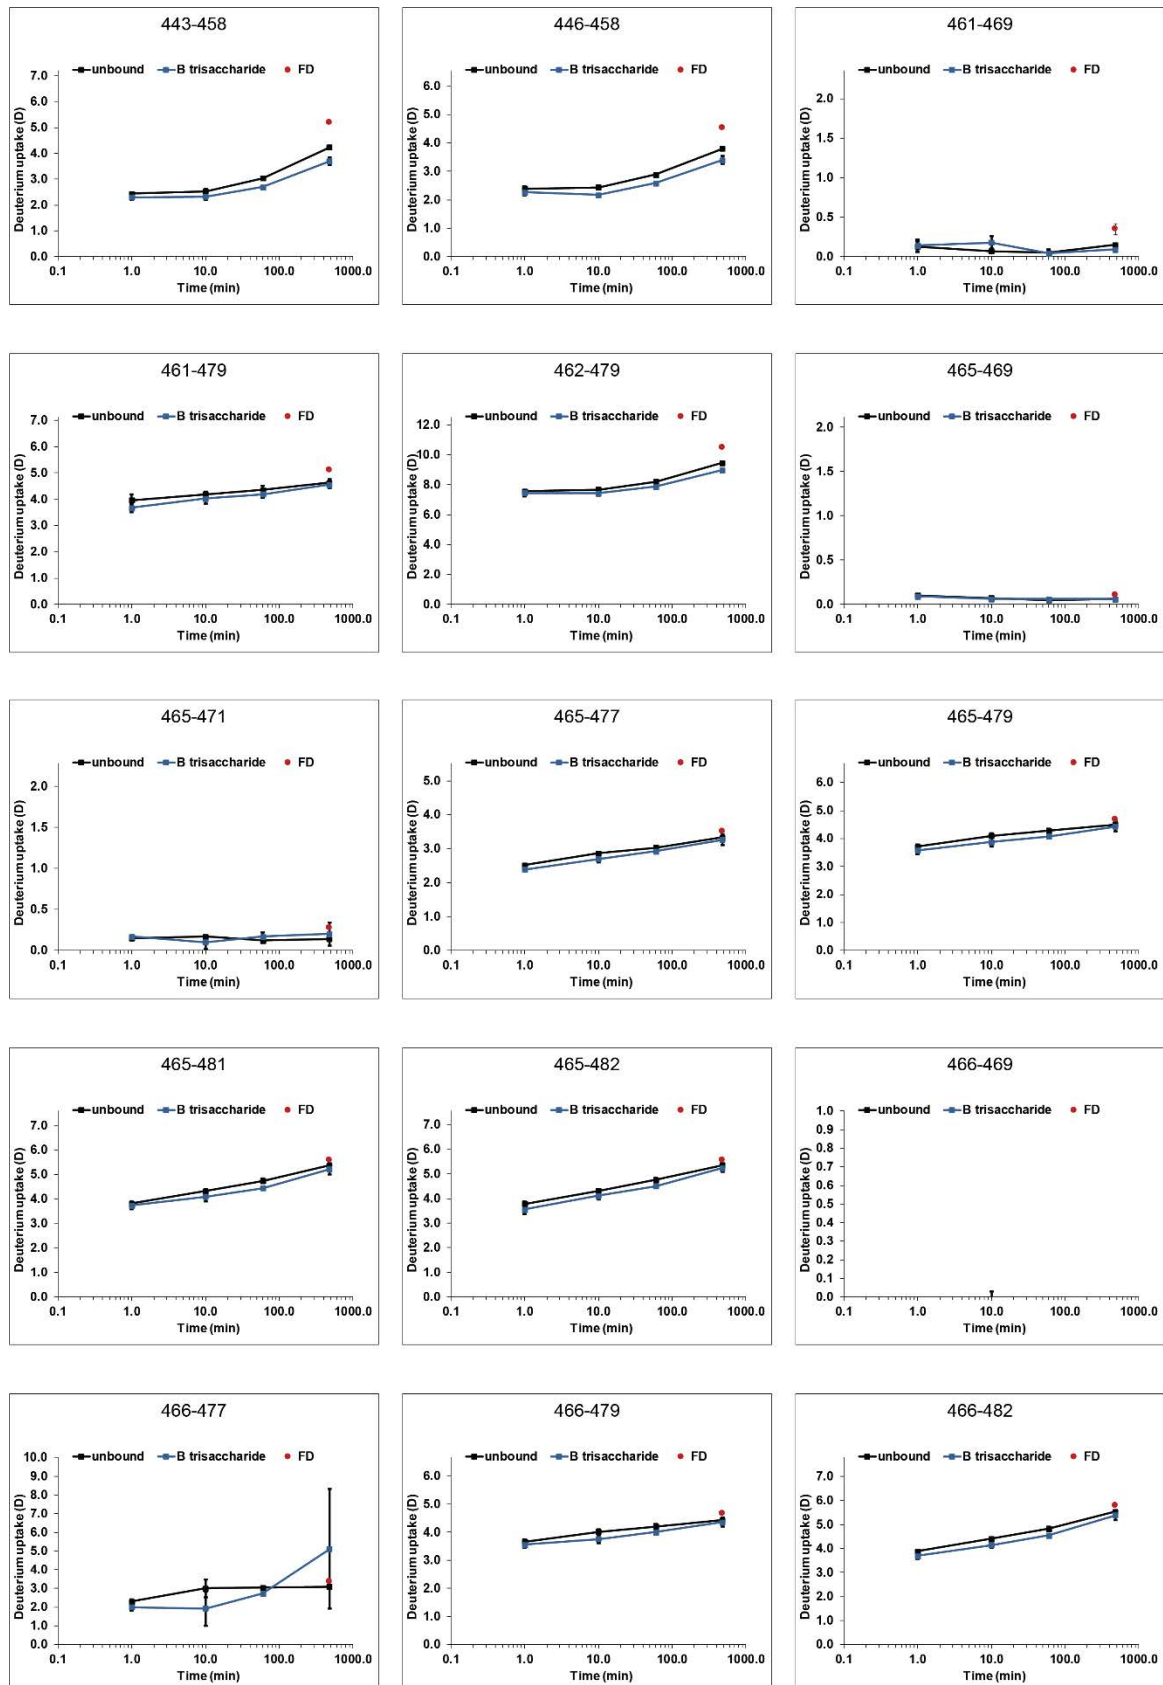 443-458
unbound B trisaccharide FD
Deuterium uptake (D)
7.0
6.0
5.0
4.0
3.0
2.0
1.0
0.0
0.1 1.0 10.0 100.0 1000.0
Time (min)
446-458
unbound B trisaccharide FD
Deuterium uptake (D)
6.0
5.0
4.0
3.0
2.0
1.0
0.0
0.1 1.0 10.0 100.0 1000.0
Time (min)
461-469
unbound B trisaccharide FD
Deuterium uptake (D)
2.0
1.5
1.0
0.5
0.0
0.1 1.0 10.0 100.0 1000.0
Time (min)
461-479
unbound B trisaccharide FD
Deuterium uptake (D)
7.0
6.0
5.0
4.0
3.0
2.0
1.0
0.0
0.1 1.0 10.0 100.0 1000.0
Time (min)
462-479
unbound B trisaccharide FD
Deuterium uptake (D)
12.0
10.0
8.0
6.0
4.0
2.0
0.0
0.1 1.0 10.0 100.0 1000.0
Time (min)
465-469
unbound B trisaccharide FD
Deuterium uptake (D)
2.0
1.5
1.0
0.5
0.0
0.1 1.0 10.0 100.0 1000.0
Time (min)
465-471
unbound B trisaccharide FD
Deuterium uptake (D)
2.0
1.5
1.0
0.5
0.0
0.1 1.0 10.0 100.0 1000.0
Time (min)
465-477
unbound B trisaccharide FD
Deuterium uptake (D)
5.0
4.0
3.0
2.0
1.0
0.0
0.1 1.0 10.0 100.0 1000.0
Time (min)
465-479
unbound B trisaccharide FD
Deuterium uptake (D)
6.0
5.0
4.0
3.0
2.0
1.0
0.0
0.1 1.0 10.0 100.0 1000.0
Time (min)
465-481
unbound B trisaccharide FD
Deuterium uptake (D)
7.0
6.0
5.0
4.0
3.0
2.0
1.0
0.0
0.1 1.0 10.0 100.0 1000.0
Time (min)
465-482
unbound B trisaccharide FD
Deuterium uptake (D)
7.0
6.0
5.0
4.0
3.0
2.0
1.0
0.0
0.1 1.0 10.0 100.0 1000.0
Time (min)
466-469
unbound B trisaccharide FD
Deuterium uptake (D)
1.0
0.9
0.8
0.7
0.6
0.5
0.4
0.3
0.2
0.1
0.0
0.1 1.0 10.0 100.0 1000.0
Time (min)
466-477
unbound B trisaccharide FD
Deuterium uptake (D)
10.0
9.0
8.0
7.0
6.0
5.0
4.0
3.0
2.0
1.0
0.0
0.1 1.0 10.0 100.0 1000.0
Time (min)
466-479
unbound B trisaccharide FD
Deuterium uptake (D)
6.0
5.0
4.0
3.0
2.0
1.0
0.0
0.1 1.0 10.0 100.0 1000.0
Time (min)
466-482
unbound B trisaccharide FD
Deuterium uptake (D)
7.0
6.0
5.0
4.0
3.0
2.0
1.0
0.0
0.1 1.0 10.0 100.0 1000.0
Time (min)